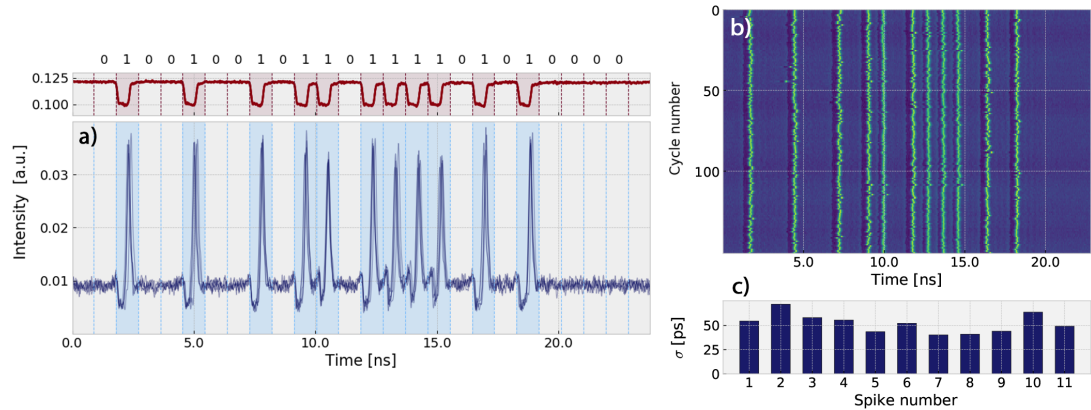 0 1 0 0 1 0 0 1 0 1 1 0 1 1 1 1 0 1 0 1 0 0 0 0
0.125
0.100
a)
0.03
0.02
0.01
Intensity [a.u.]
0.0 5.0 10.0 15.0 20.0
Time [ns]
b)
0
50
100
Cycle number
5.0 10.0 15.0 20.0
Time [ns]
c)
50
25
0
σ [ps]
1 2 3 4 5 6 7 8 9 10 11
Spike number